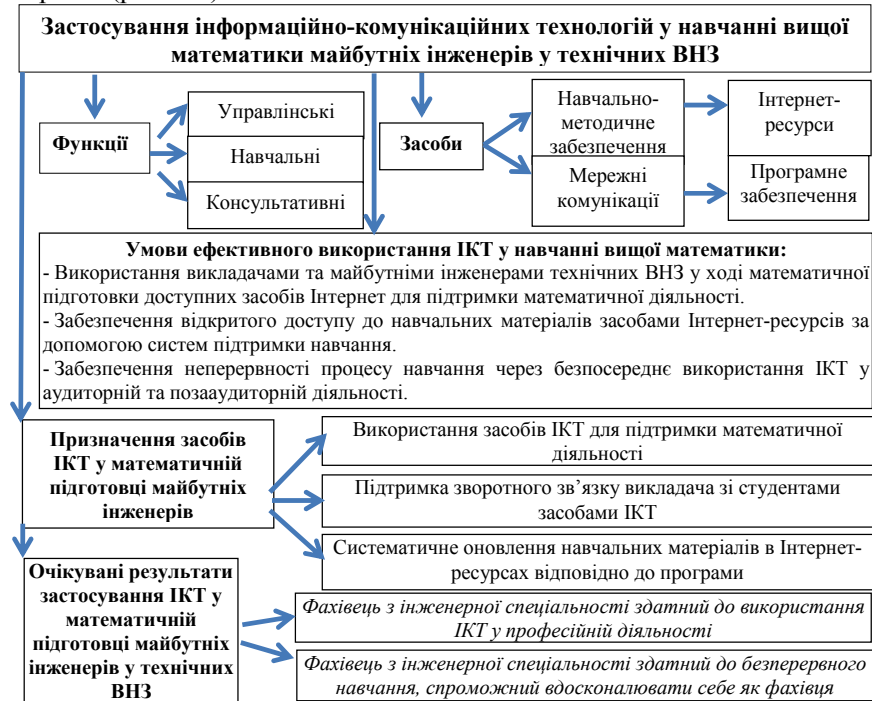 Застосування інформаційно-комунікаційних технологій у навчанні вищої
математики майбутніх інженерів у технічних ВНЗ
Функції
Управлінські
Навчальні
Консультативні
Засоби
Навчально-
методичне
забезпечення
Мережні
комунікації
Інтернет-
ресурси
Програмне
забезпечення
Умови ефективного використання ІКТ у навчанні вищої математики:
- Використання викладачами та майбутніми інженерами технічних ВНЗ у ході математичної
підготовки доступних засобів Інтернет для підтримки математичної діяльності.
- Забезпечення відкритого доступу до навчальних матеріалів засобами Інтернет-ресурсів за
допомогою систем підтримки навчання.
- Забезпечення неперервності процесу навчання через безпосереднє використання ІКТ у
аудиторній та позааудиторній діяльності.
Призначення засобів
ІКТ у математичній
підготовці майбутніх
інженерів
Використання засобів ІКТ для підтримки математичної
діяльності
Підтримка зворотного зв’язку викладача зі студентами
засобами ІКТ
Систематичне оновлення навчальних матеріалів в Інтернет-
ресурсах відповідно до програми
Очікувані результати
застосування ІКТ у
математичній
підготовці майбутніх
інженерів у технічних
ВНЗ
Фахівець з інженерної спеціальності здатний до використання
ІКТ у професійній діяльності
Фахівець з інженерної спеціальності здатний до безперервного
навчання, спроможний вдосконалювати себе як фахівця